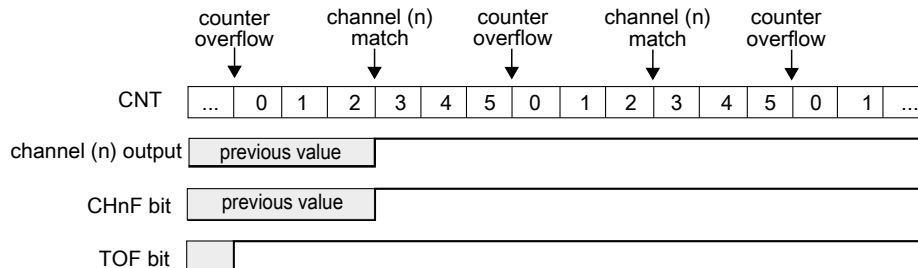 counter
overflow
channel (n)
match
counter
overflow
channel (n)
match
counter
overflow
CNT ... 0 1 2 3 4 5 0 1 2 3 4 5 0 1 ...
channel (n) output previous value
CHnF bit previous value
TOF bit